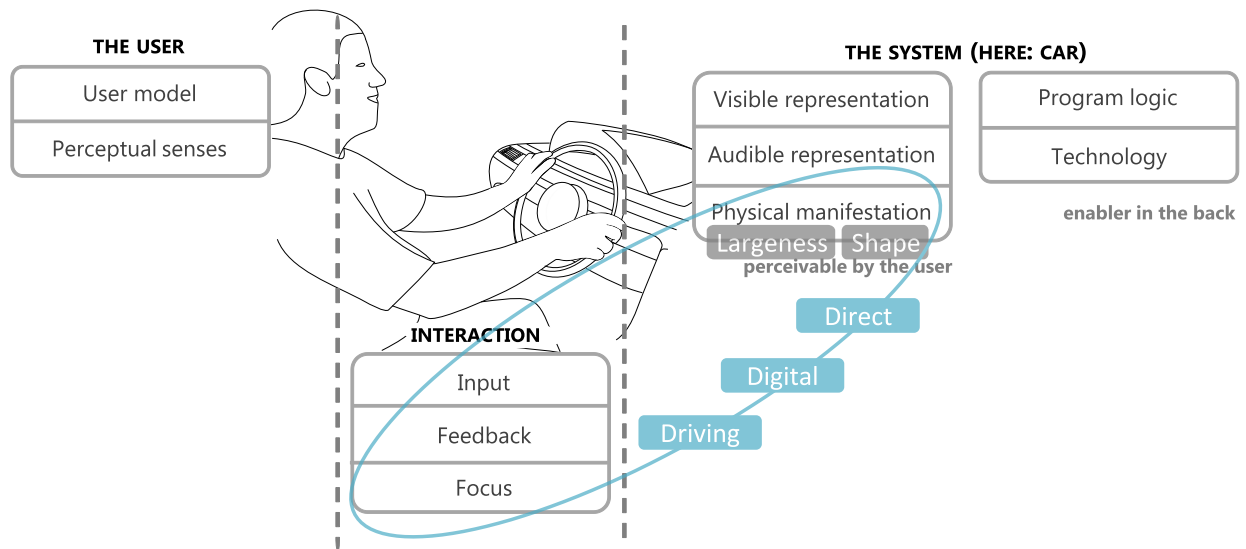 THE USER
User model
Perceptual senses
THE SYSTEM (HERE: CAR)
Visible representation
Audible representation
Physical manifestation
Largeness Shape
perceivable by the user
Program logic
Technology
enabler in the back
Direct
Digital
Driving
INTERACTION
Input
Feedback
Focus